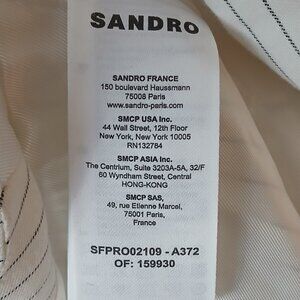 SANDRO
SANDRO FRANCE
150 boulevard Haussmann
75008 Paris
www.sandro-paris.com
SMCP USA Inc.
44 Wall Street, 12th Floor
New York, New York 10005
RN132784
SMCP ASIA Inc.
The Centrium, Suite 3203A-5A, 32/F
60 Wyndham Street, Central
HONG-KONG
SMCP SAS,
49, rue Etienne Marcel,
75001 Paris,
France
SFPRO02109 - A372
OF: 159930